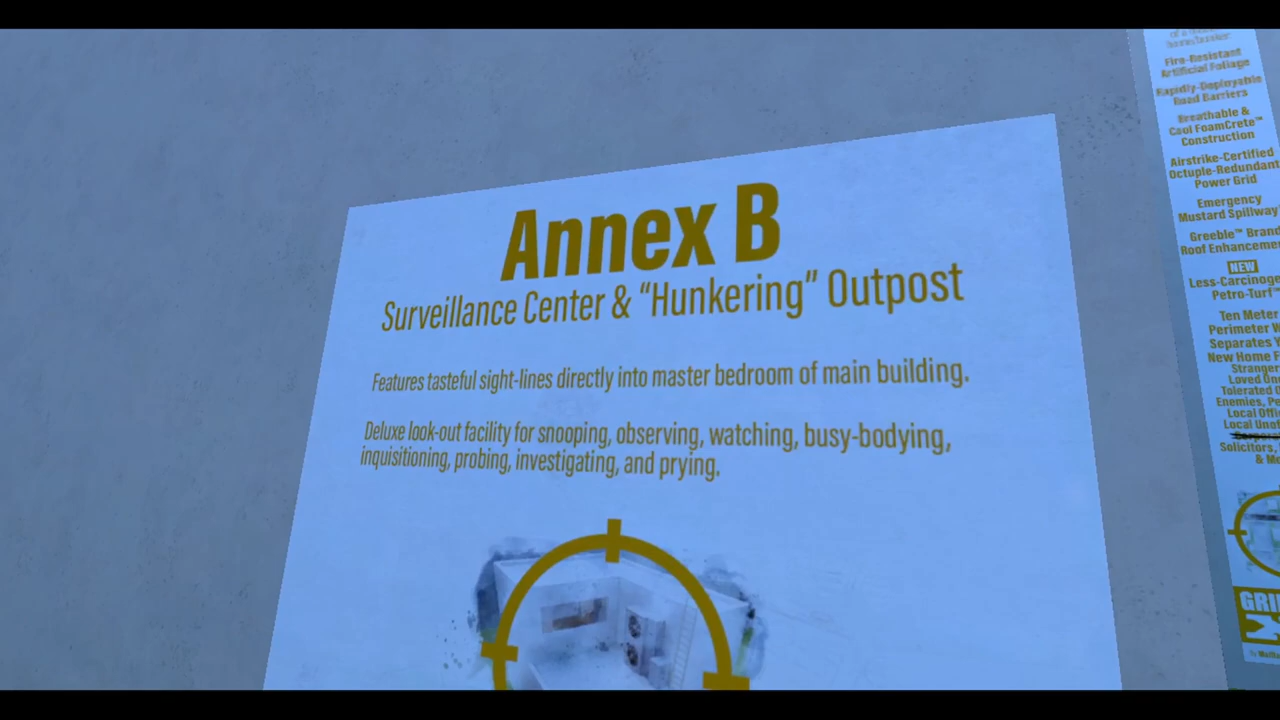 Annex B
Surveillance Center & “Hunkering” Outpost
Features tasteful sight-lines directly into master bedroom of main building.
Deluxe look-out facility for snooping, observing, watching, busy-bodying,
inquisitioning, probing, investigating, and prying.
Fire-Resistant
Artificial Foliage
Rapidly-Deployable
Road Barriers
Breathable &
Cool FoamCrete™
Construction
Airstrike-Certified
Octuple-Redundant
Power Grid
Emergency
Mustard Spillway
Greeble™ Brand
Roof
NEW
Petro-Turf™
Ten Meter
Perimeter
Separates
New Home
Loved
Tolerated
Enemies,
Local
Local
Solicitors,
&